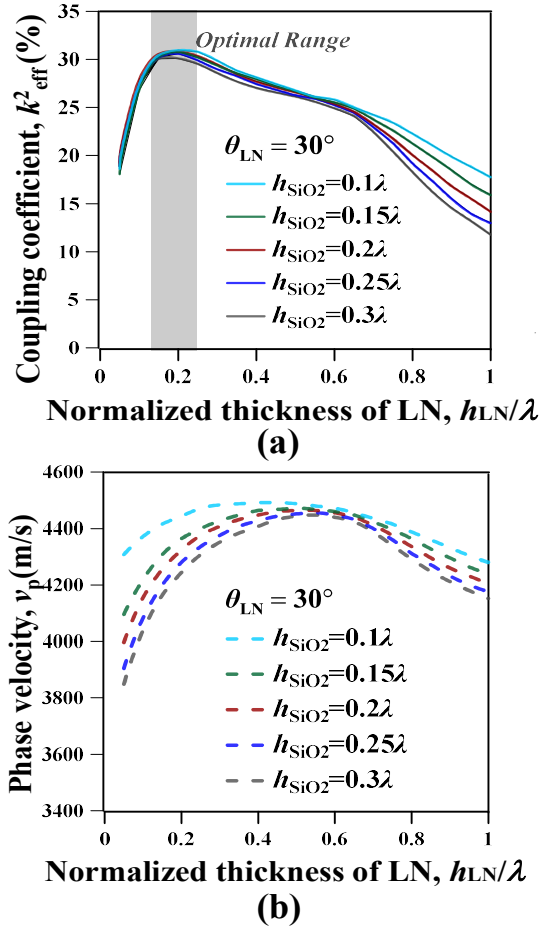 Coupling coefficient, k²eff(%)
35
30
25
20
15
10
5
0
Optimal Range
θLN = 30°
hSiO2=0.1λ
hSiO2=0.15λ
hSiO2=0.2λ
hSiO2=0.25λ
hSiO2=0.3λ
0 0.2 0.4 0.6 0.8 1
Normalized thickness of LN, hLN/λ
(a)
Phase velocity, vp(m/s)
4600
4400
4200
4000
3800
3600
3400
θLN = 30°
hSiO2=0.1λ
hSiO2=0.15λ
hSiO2=0.2λ
hSiO2=0.25λ
hSiO2=0.3λ
0 0.2 0.4 0.6 0.8 1
Normalized thickness of LN, hLN/λ
(b)